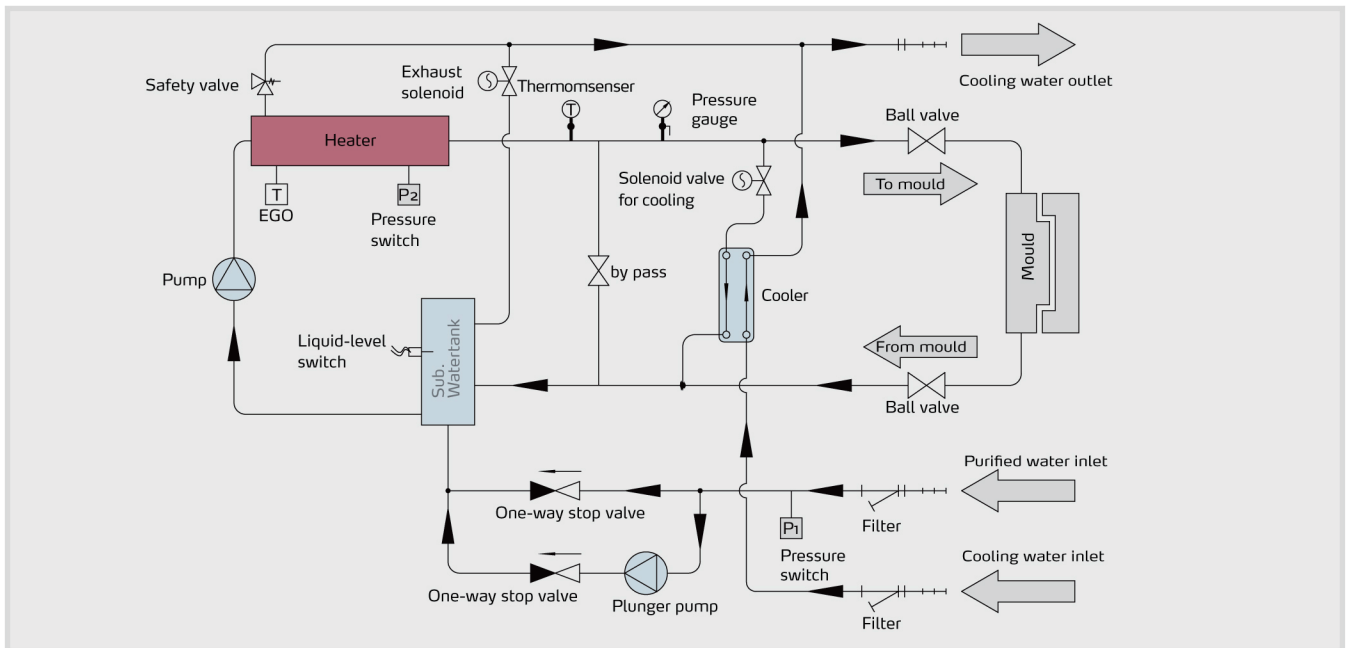 Cooling water outlet
Exhaust
solenoid
Safety valve
Thermomsenser
Pressure
gauge
Ball valve
Heater
T
To mould
Solenoid valve
for cooling
T
P2
EGO
Pressure
switch
Mould
Pump
by pass
Cooler
Liquid-level
switch
Sub.
Watertank
From mould
Ball valve
Purified water inlet
One-way stop valve
P1
Filter
Pressure
switch
Cooling water inlet
One-way stop valve
Plunger pump
Filter